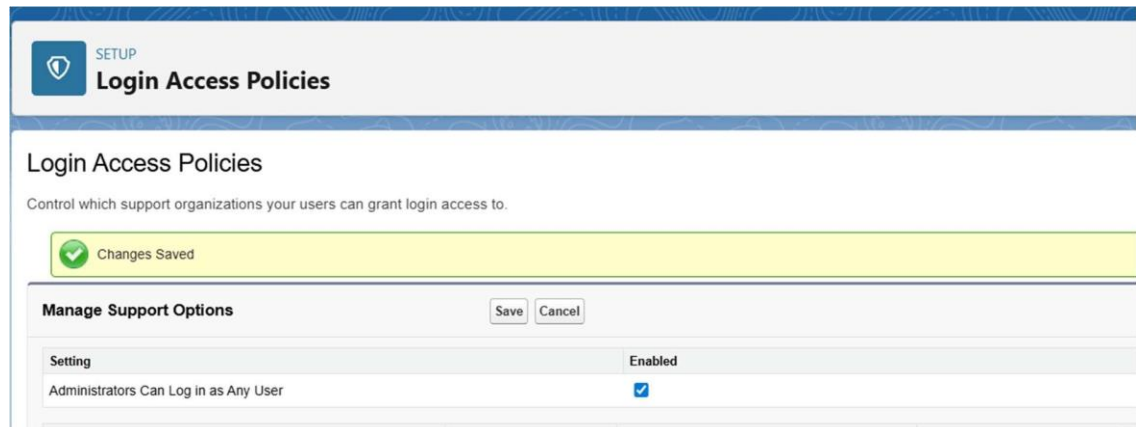 SETUP
Login Access Policies
Login Access Policies
Control which support organizations your users can grant login access to.
Changes Saved
Manage Support Options Save Cancel
Setting Enabled
Administrators Can Log in as Any User